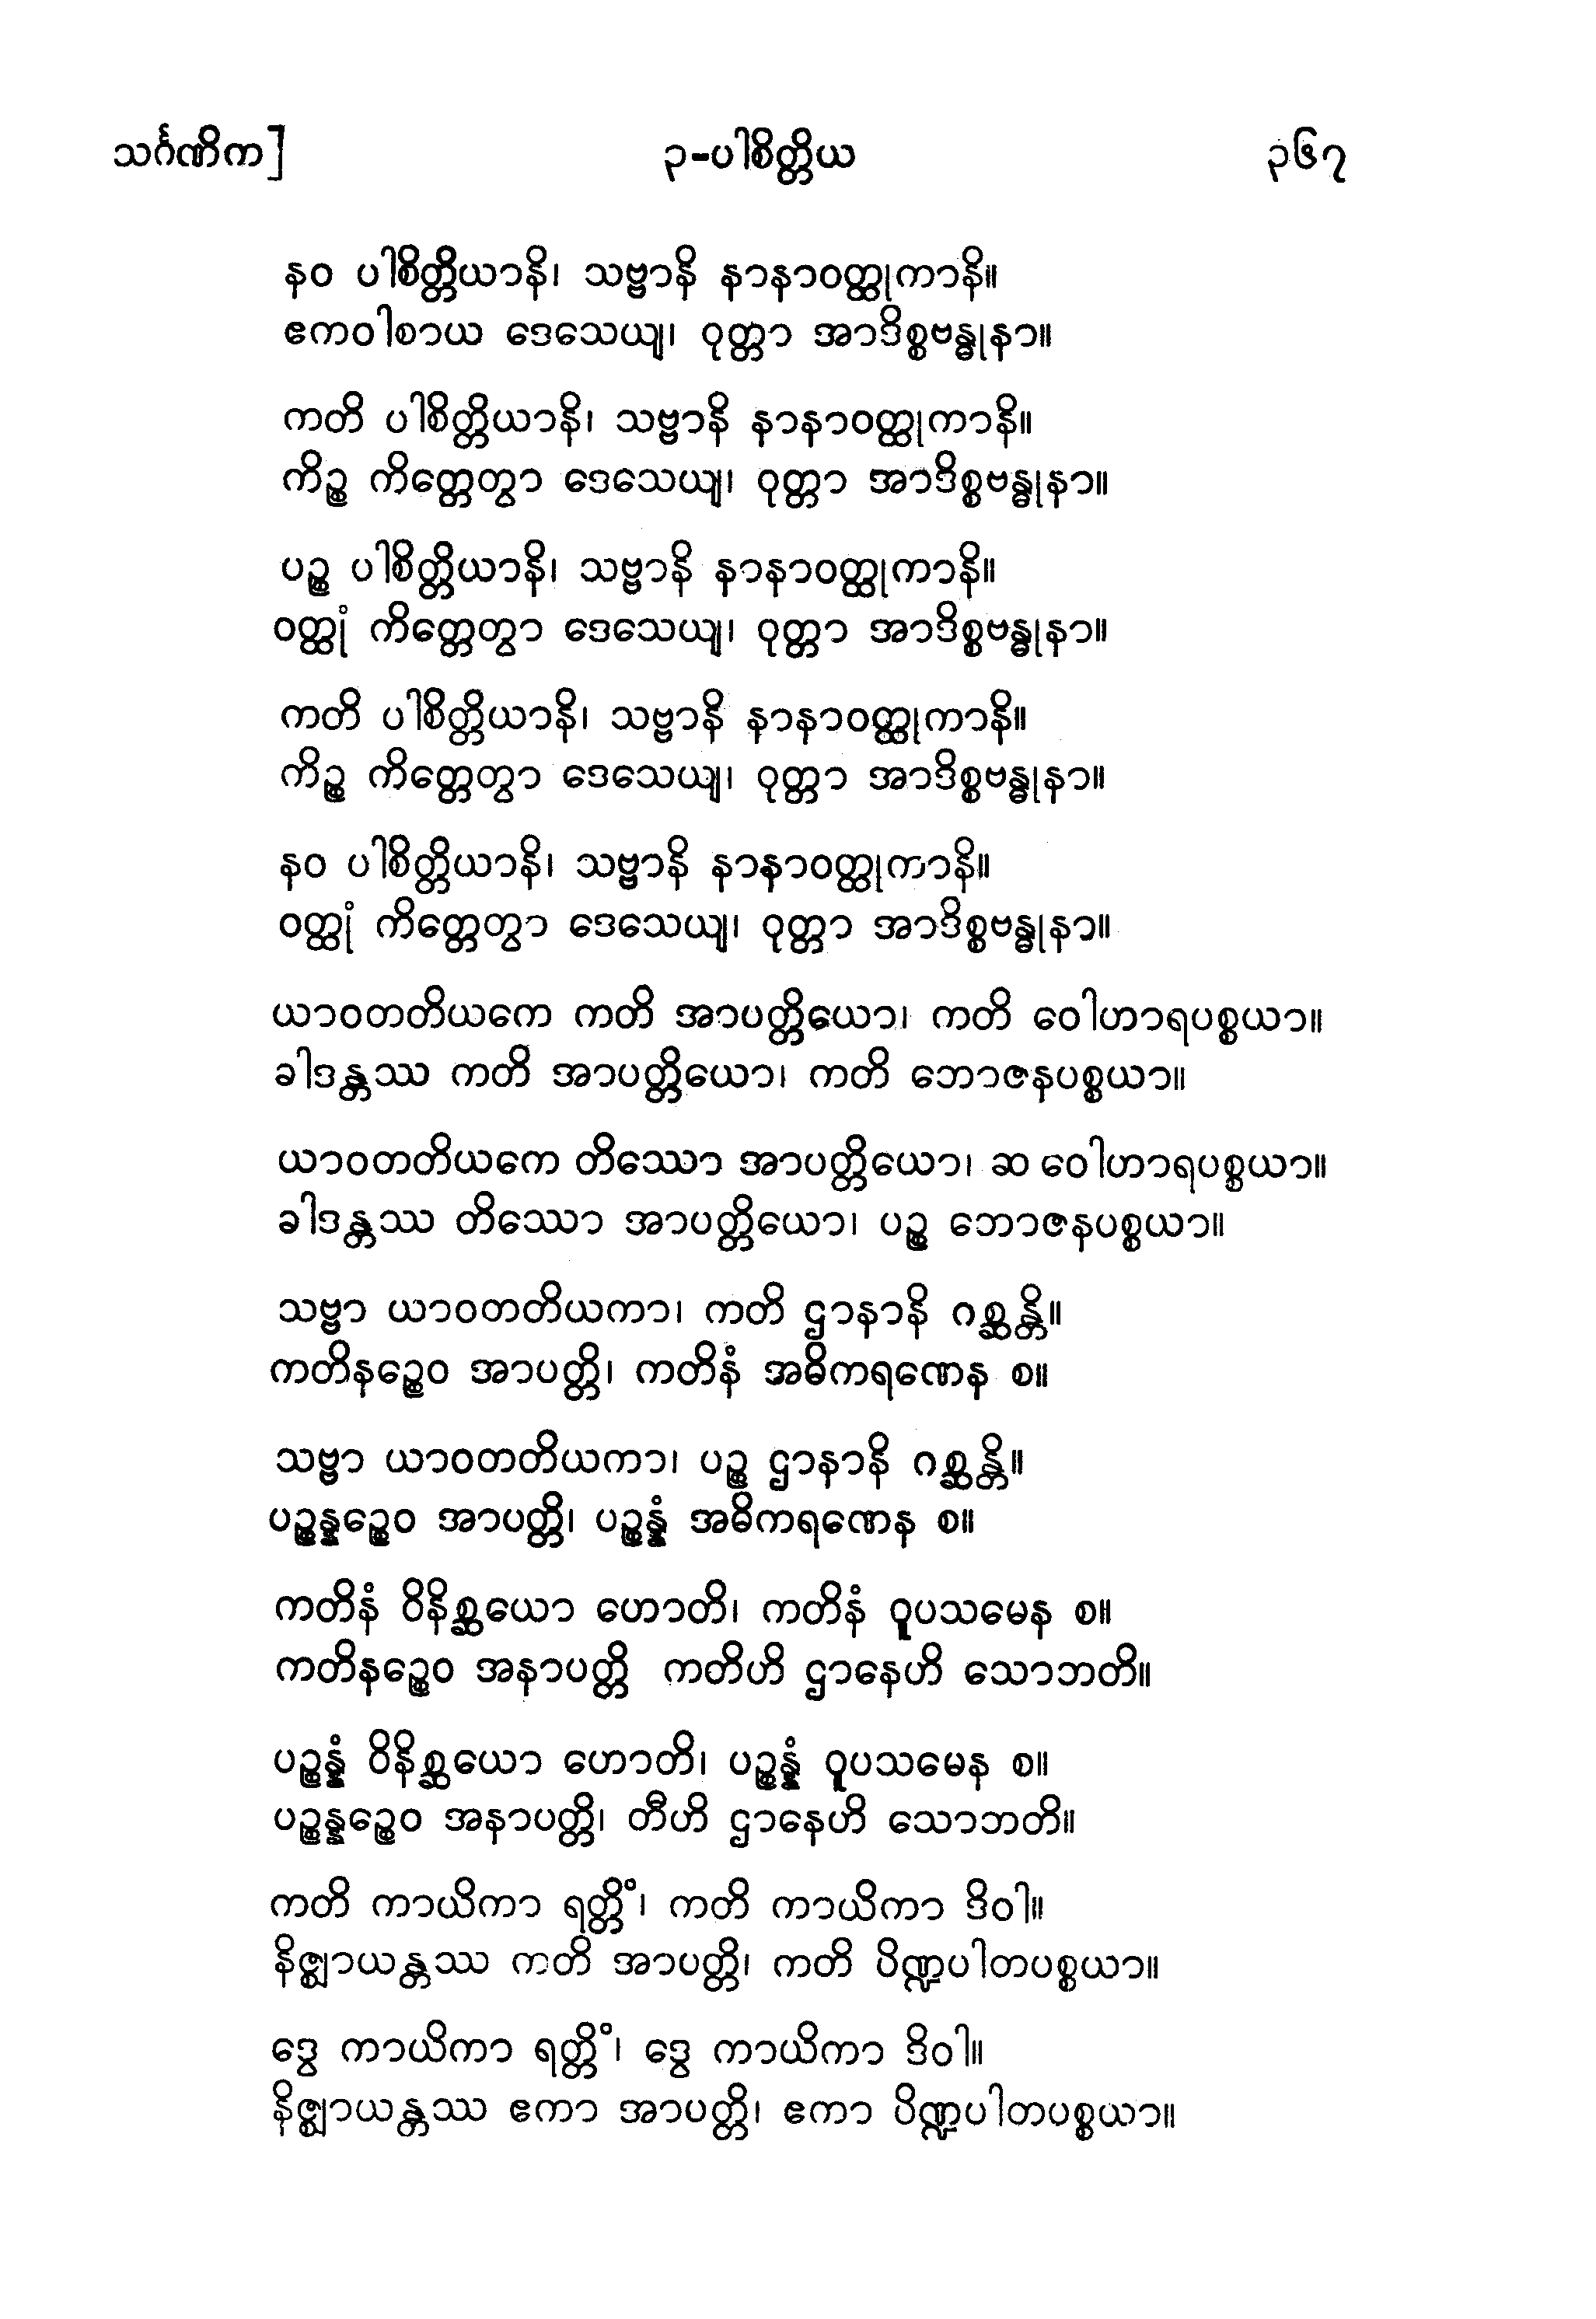 သင်္ဂဏိက]
၃-ပါစိတ္တိယ
၃၆၇
နဝ ပါစိတ္တိယာနိ၊ သဗ္ဗာနိ နာနာဝတ္ထုကာနိ။
ဧကဝါစာယ ဒေသေယျ၊ ဝုတ္တာ အာဒိစ္စဗန္ဓုနာ။
ကတိ ပါစိတ္တိယာနိ၊ သဗ္ဗာနိ နာနာဝတ္ထုကာနိ။
ကိဉ္စ ကိတ္တေတွာ ဒေသေယျ၊ ဝုတ္တာ အာဒိစ္စဗန္ဓုနာ။
ပဉ္စ ပါစိတ္တိယာနိ၊ သဗ္ဗာနိ နာနာဝတ္ထုကာနိ။
ဝတ္ထုံ ကိတ္တေတွာ ဒေသေယျ၊ ဝုတ္တာ အာဒိစ္စဗန္ဓုနာ။
ကတိ ပါစိတ္တိယာနိ၊ သဗ္ဗာနိ နာနာဝတ္ထုကာနိ။
ကိဉ္စ ကိတ္တေတွာ ဒေသေယျ၊ ဝုတ္တာ အာဒိစ္စဗန္ဓုနာ။
နဝ ပါစိတ္တိယာနိ၊ သဗ္ဗာနိ နာနာဝတ္ထုကာနိ။
ဝတ္ထုံ ကိတ္တေတွာ ဒေသေယျ၊ ဝုတ္တာ အာဒိစ္စဗန္ဓုနာ။
ယာဝတတိယကေ ကတိ အာပတ္တိယော၊ ကတိ ဝေါဟာရပစ္စယာ။
ခါဒန္တဿ ကတိ အာပတ္တိယော၊ ကတိ ဘောဇနပစ္စယာ။
ယာဝတတိယကေ တိဿော အာပတ္တိယော၊ ဆ ဝေါဟာရပစ္စယာ။
ခါဒန္တဿ တိဿော အာပတ္တိယော၊ ပဉ္စ ဘောဇနပစ္စယာ။
သဗ္ဗာ ယာဝတတိယကာ၊ ကတိ ဌာနာနိ ဂစ္ဆန္တိ။
ကတိနဉ္စေဝ အာပတ္တိ၊ ကတိနံ အဓိကရဏေန စ။
သဗ္ဗာ ယာဝတတိယကာ၊ ပဉ္စ ဌာနာနိ ဂစ္ဆန္တိ။
ပဉ္စန္နဉ္စေဝ အာပတ္တိ၊ ပဉ္စန္နံ အဓိကရဏေန စ။
ကတိနံ ဝိနိစ္ဆယော ဟောတိ၊ ကတိနံ ဝူပသမေန စ။
ကတိနဉ္စေဝ အနာပတ္တိ ကတိဟိ ဌာနေဟိ သောဘတိ။
ပဉ္စန္နံ ဝိနိစ္ဆယော ဟောတိ၊ ပဉ္စန္နံ ဝူပသမေန စ။
ပဉ္စန္နဉ္စေဝ အနာပတ္တိ၊ တီဟိ ဌာနေဟိ သောဘတိ။
ကတိ ကာယိကာ ရတ္တိံ၊ ကတိ ကာယိကာ ဒိဝါ။
နိဇ္ဈာယန္တဿ ကတိ အာပတ္တိ၊ ကတိ ပိဏ္ဍပါတပစ္စယာ။
ဒွေ ကာယိကာ ရတ္တိံ၊ ဒွေ ကာယိကာ ဒိဝါ။
နိဇ္ဈာယန္တဿ ဧကာ အာပတ္တိ၊ ဧကာ ပိဏ္ဍပါတပစ္စယာ။